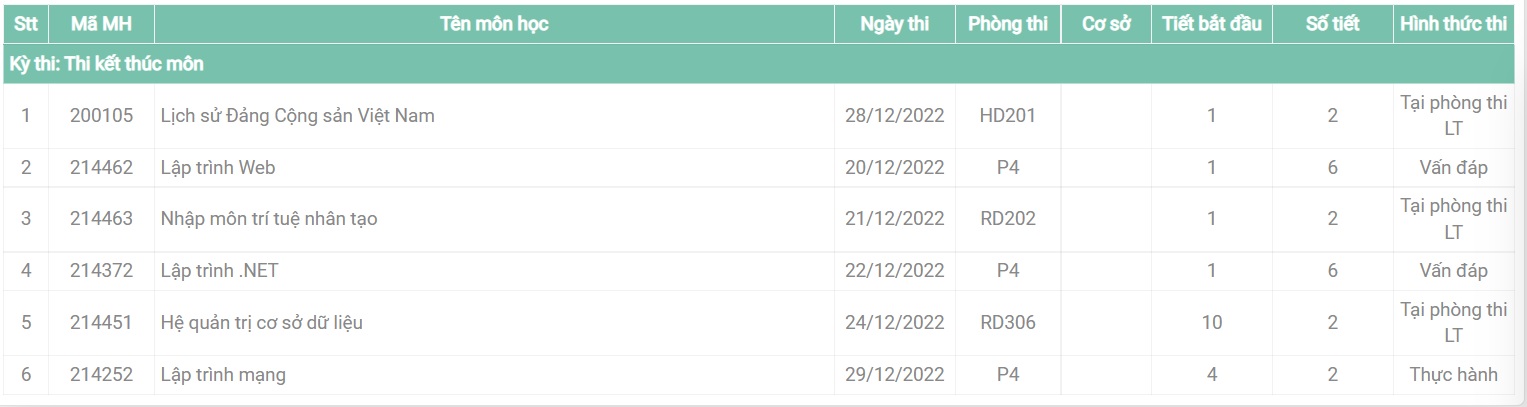 Stt Mã MH Tên môn học Ngày thi Phòng thi Cơ sở Tiết bắt đầu Số tiết Hình thức thi
Kỳ thi: Thi kết thúc môn
1 200105 Lịch sử Đảng Cộng sản Việt Nam 28/12/2022 HD201 1 2 Tại phòng thi
LT
2 214462 Lập trình Web 20/12/2022 P4 1 6 Vấn đáp
3 214463 Nhập môn trí tuệ nhân tạo 21/12/2022 RD202 1 2 Tại phòng thi
LT
4 214372 Lập trình .NET 22/12/2022 P4 1 6 Vấn đáp
5 214451 Hệ quản trị cơ sở dữ liệu 24/12/2022 RD306 10 2 Tại phòng thi
LT
6 214252 Lập trình mạng 29/12/2022 P4 4 2 Thực hành